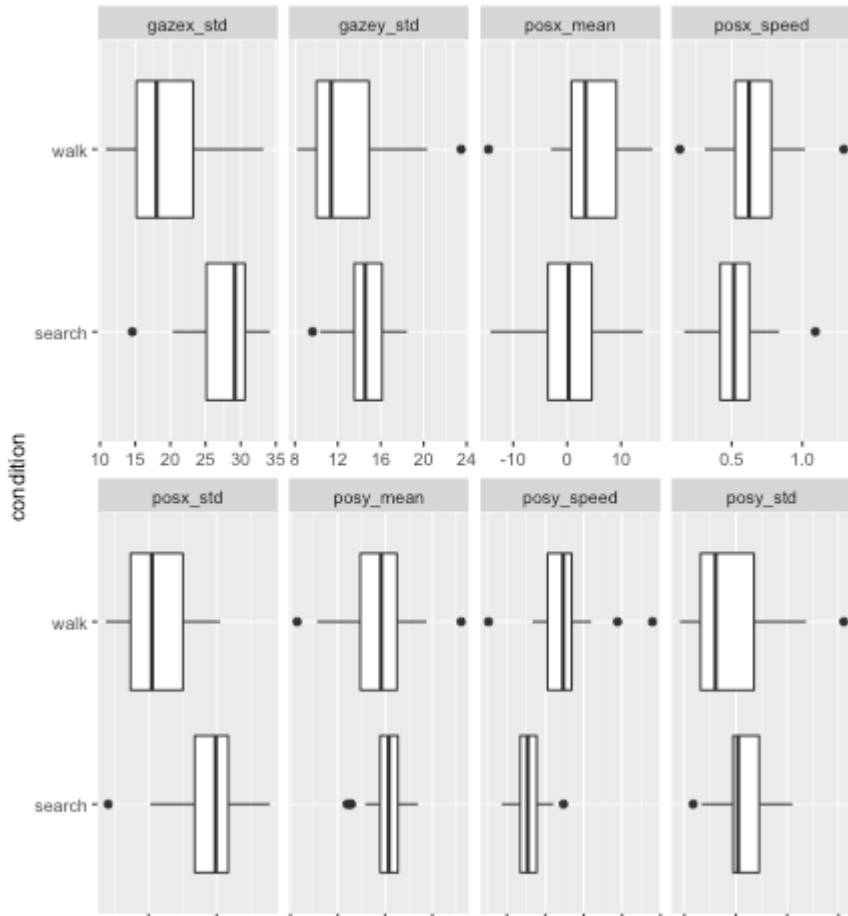 gazex_std gazey_std posx_mean posx_speed
walk
search
10 15 20 25 30 35 8 12 16 20 24 -10 0 10 0.5 1.0
condition
posx_std posy_mean posy_speed posy_std
walk
search